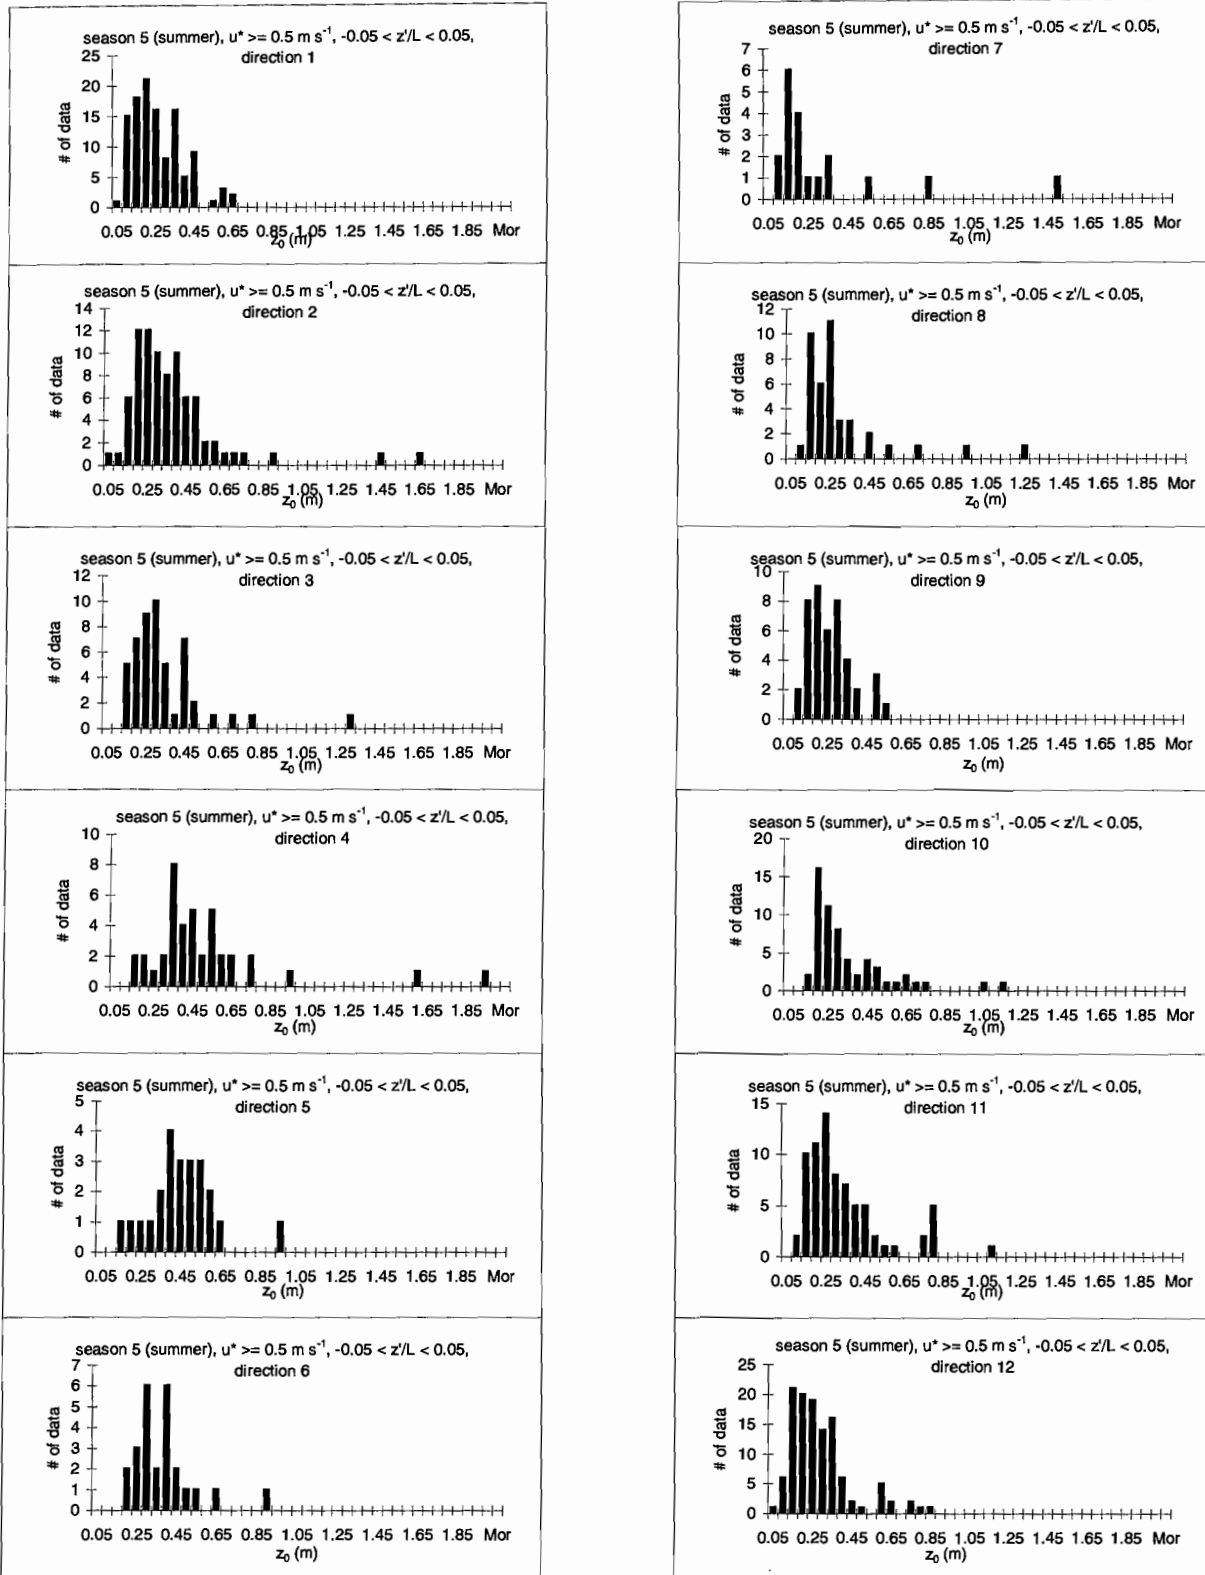 season 5 (summer), u* >= 0.5 m s⁻¹, -0.05 < z'/L < 0.05,
direction 1
# of data
25
20
15
10
5
0
0.05 0.25 0.45 0.65 0.85 1.05 1.25 1.45 1.65 1.85 Mor
z₀ (m)
season 5 (summer), u* >= 0.5 m s⁻¹, -0.05 < z'/L < 0.05,
direction 2
# of data
14
12
10
8
6
4
2
0
0.05 0.25 0.45 0.65 0.85 1.05 1.25 1.45 1.65 1.85 Mor
z₀ (m)
season 5 (summer), u* >= 0.5 m s⁻¹, -0.05 < z'/L < 0.05,
direction 3
# of data
12
10
8
6
4
2
0
0.05 0.25 0.45 0.65 0.85 1.05 1.25 1.45 1.65 1.85 Mor
z₀ (m)
season 5 (summer), u* >= 0.5 m s⁻¹, -0.05 < z'/L < 0.05,
direction 4
# of data
10
8
6
4
2
0
0.05 0.25 0.45 0.65 0.85 1.05 1.25 1.45 1.65 1.85 Mor
z₀ (m)
season 5 (summer), u* >= 0.5 m s⁻¹, -0.05 < z'/L < 0.05,
direction 5
# of data
5
4
3
2
1
0
0.05 0.25 0.45 0.65 0.85 1.05 1.25 1.45 1.65 1.85 Mor
z₀ (m)
season 5 (summer), u* >= 0.5 m s⁻¹, -0.05 < z'/L < 0.05,
direction 6
# of data
7
6
5
4
3
2
1
0
0.05 0.25 0.45 0.65 0.85 1.05 1.25 1.45 1.65 1.85 Mor
z₀ (m)
season 5 (summer), u* >= 0.5 m s⁻¹, -0.05 < z'/L < 0.05,
direction 7
# of data
7
6
5
4
3
2
1
0
0.05 0.25 0.45 0.65 0.85 1.05 1.25 1.45 1.65 1.85 Mor
z₀ (m)
season 5 (summer), u* >= 0.5 m s⁻¹, -0.05 < z'/L < 0.05,
direction 8
# of data
12
10
8
6
4
2
0
0.05 0.25 0.45 0.65 0.85 1.05 1.25 1.45 1.65 1.85 Mor
z₀ (m)
season 5 (summer), u* >= 0.5 m s⁻¹, -0.05 < z'/L < 0.05,
direction 9
# of data
10
8
6
4
2
0
0.05 0.25 0.45 0.65 0.85 1.05 1.25 1.45 1.65 1.85 Mor
z₀ (m)
season 5 (summer), u* >= 0.5 m s⁻¹, -0.05 < z'/L < 0.05,
direction 10
# of data
20
15
10
5
0
0.05 0.25 0.45 0.65 0.85 1.05 1.25 1.45 1.65 1.85 Mor
z₀ (m)
season 5 (summer), u* >= 0.5 m s⁻¹, -0.05 < z'/L < 0.05,
direction 11
# of data
15
10
5
0
0.05 0.25 0.45 0.65 0.85 1.05 1.25 1.45 1.65 1.85 Mor
z₀ (m)
season 5 (summer), u* >= 0.5 m s⁻¹, -0.05 < z'/L < 0.05,
direction 12
# of data
25
20
15
10
5
0
0.05 0.25 0.45 0.65 0.85 1.05 1.25 1.45 1.65 1.85 Mor
z₀ (m)